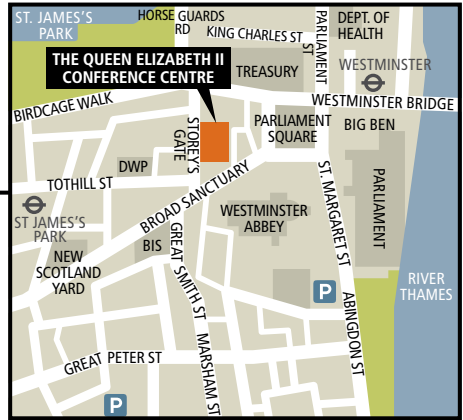 ST. JAMES'S
PARK
HORSE GUARDS
RD
KING CHARLES ST
PARLIAMENT
ST
DEPT. OF
HEALTH
THE QUEEN ELIZABETH II
CONFERENCE CENTRE
TREASURY
WESTMINSTER
BIRDCAGE WALK
WESTMINSTER BRIDGE
STOREY'S
GATE
PARLIAMENT
SQUARE
BIG BEN
DWP
TOTHILL ST
BROAD SANCTUARY
ST. MARGARET ST
PARLIAMENT
ST JAMES'S
PARK
WESTMINSTER
ABBEY
BIS
NEW
SCOTLAND
YARD
GREAT SMITH ST
P
ABINGDON ST
RIVER
THAMES
GREAT PETER ST
MARSHAM ST
P